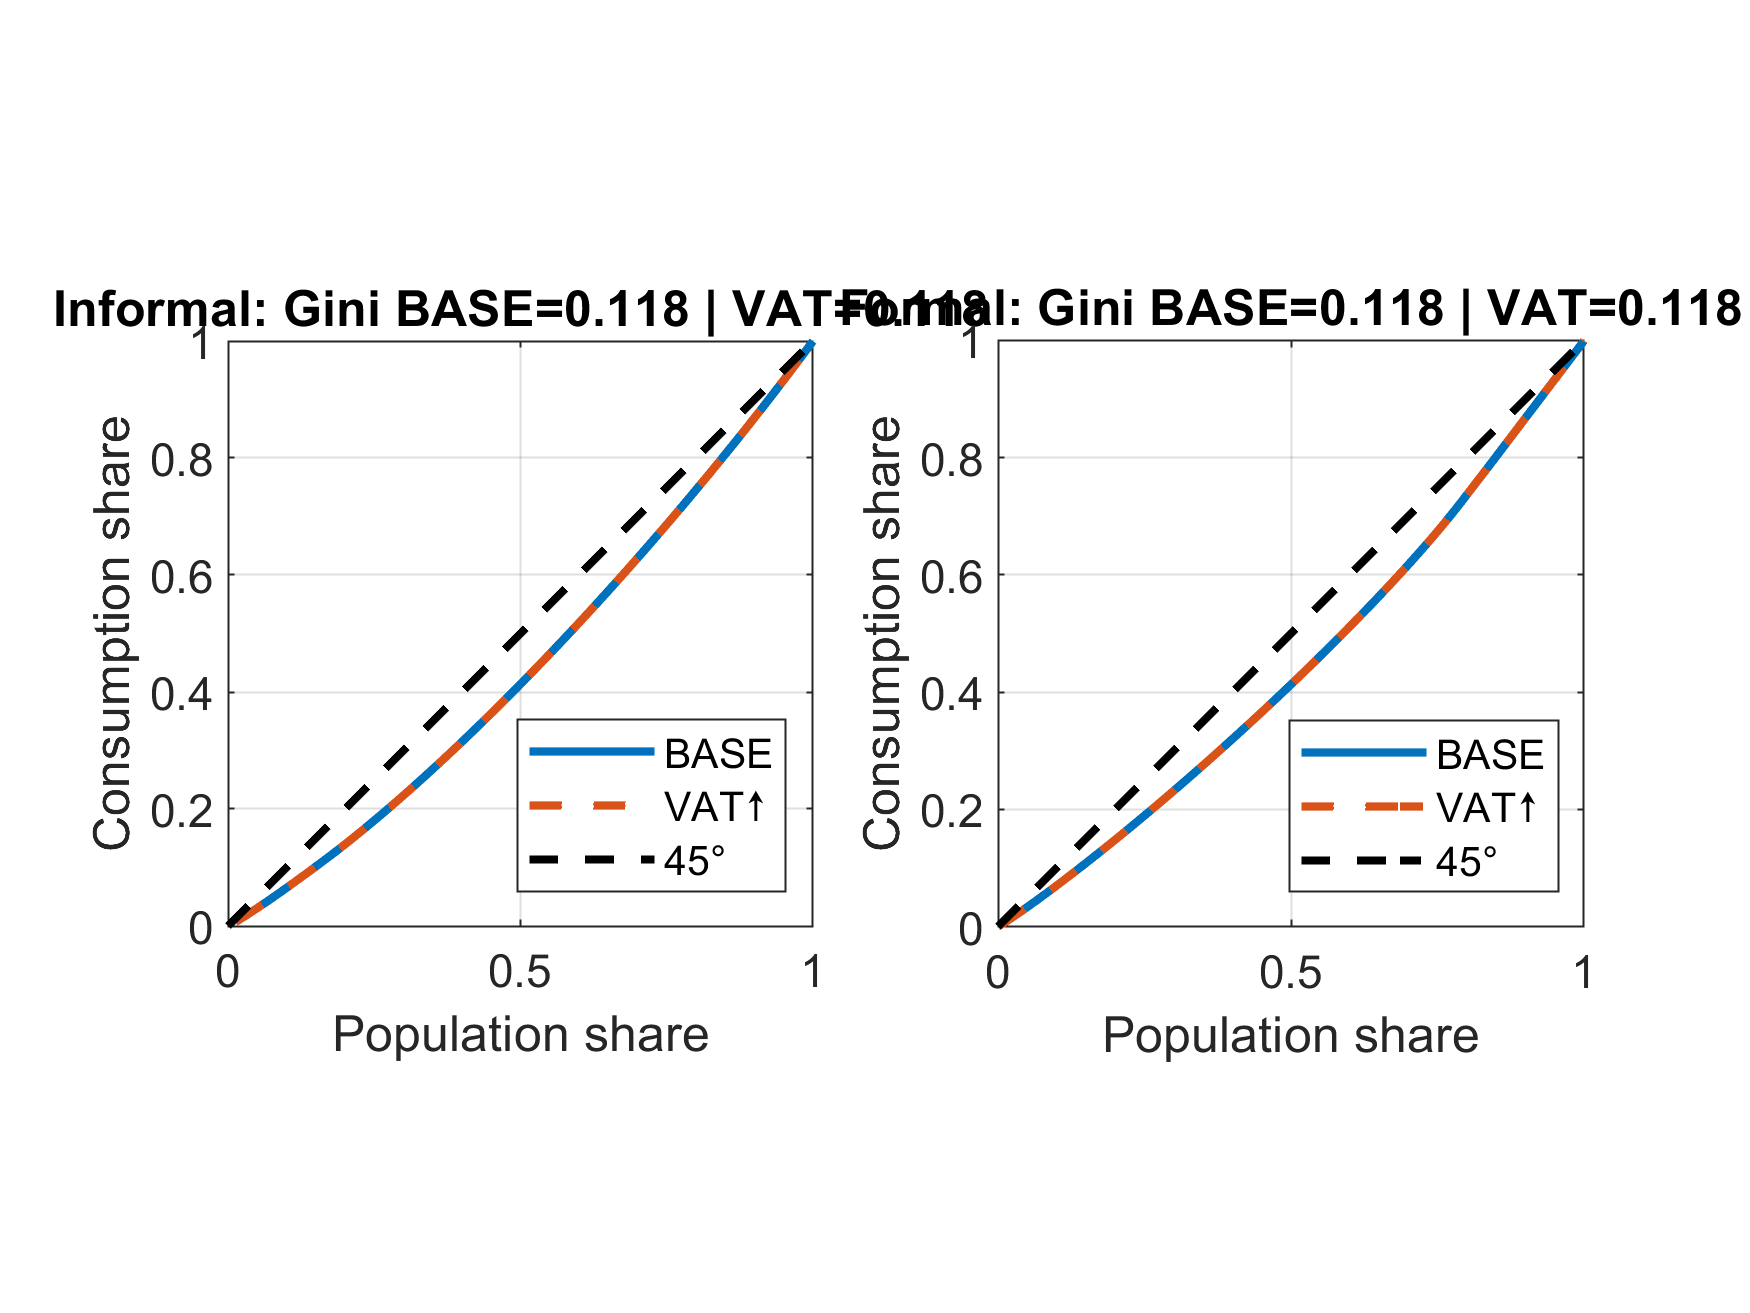 Informal: Gini BASE=0.118 | VAT=0.118
Formal: Gini BASE=0.118 | VAT=0.118
Consumption share
1
0.8
0.6
0.4
0.2
0
0
0.5
1
Population share
BASE
VAT↑
45°
Consumption share
1
0.8
0.6
0.4
0.2
0
0
0.5
1
Population share
BASE
VAT↑
45°